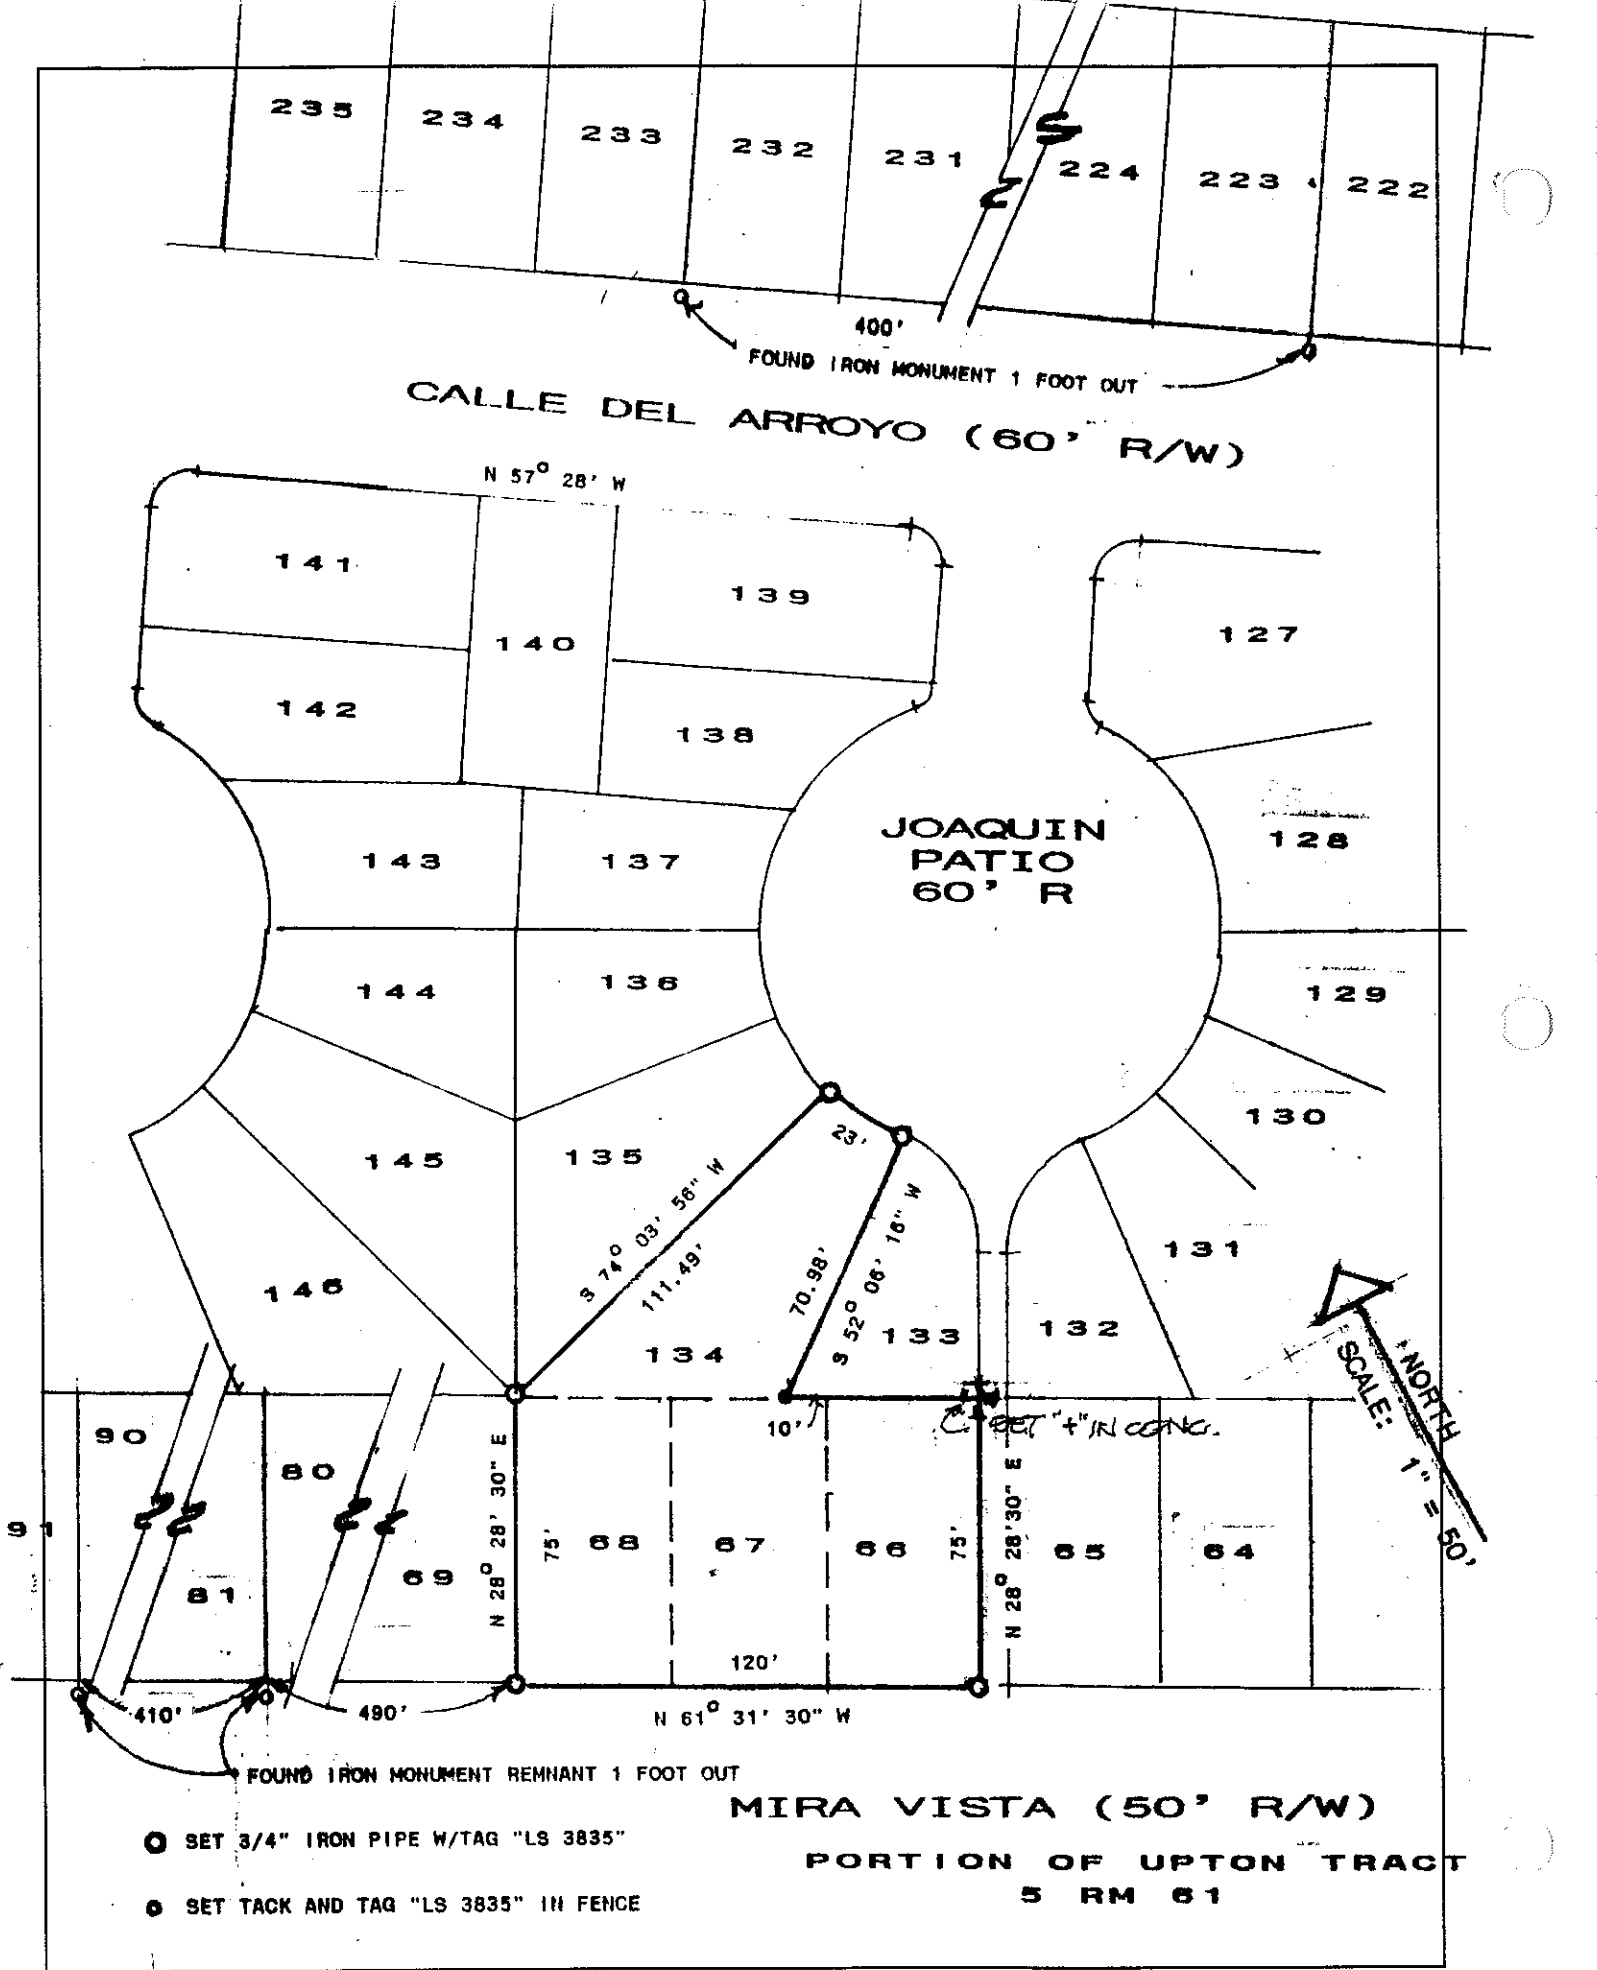 235
234
233
232
231
224
223
222
400'
FOUND IRON MONUMENT 1 FOOT OUT
CALLE DEL ARROYO (60' R/W)
N 57° 28' W
141
139
140
127
142
138
JOAQUIN
PATIO
60' R
128
143
137
144
136
129
130
23'
145
135
S 74° 03' 56" W
111.49'
70.98'
S 52° 06' 16" W
131
146
134
133
132
NORTH
SCALE: 1" = 50'
10'
SET "+" IN CONC.
90
80
91
81
69
N 28° 28' 30" E
75'
68
67
66
75'
N 28° 28' 30" E
65
64
120'
410'
490'
N 61° 31' 30" W
FOUND IRON MONUMENT REMNANT 1 FOOT OUT
MIRA VISTA (50' R/W)
SET 3/4" IRON PIPE W/TAG "LS 3835"
PORTION OF UPTON TRACT
5 RM 61
SET TACK AND TAG "LS 3835" IN FENCE